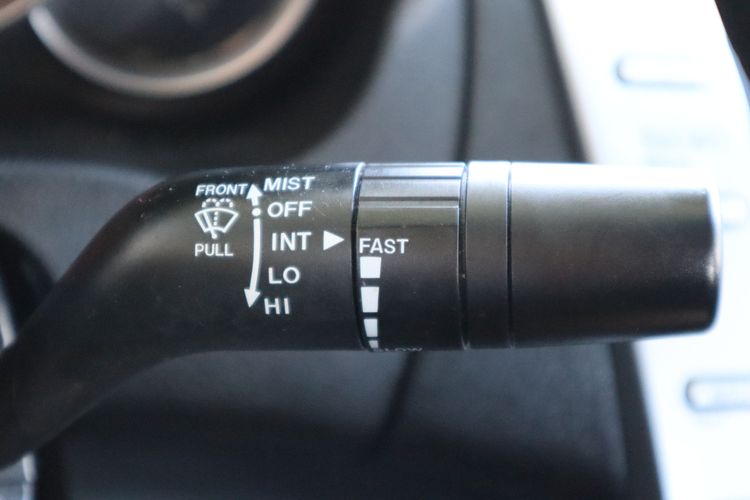 FRONT
MIST
OFF
PULL
INT
FAST
LO
HI